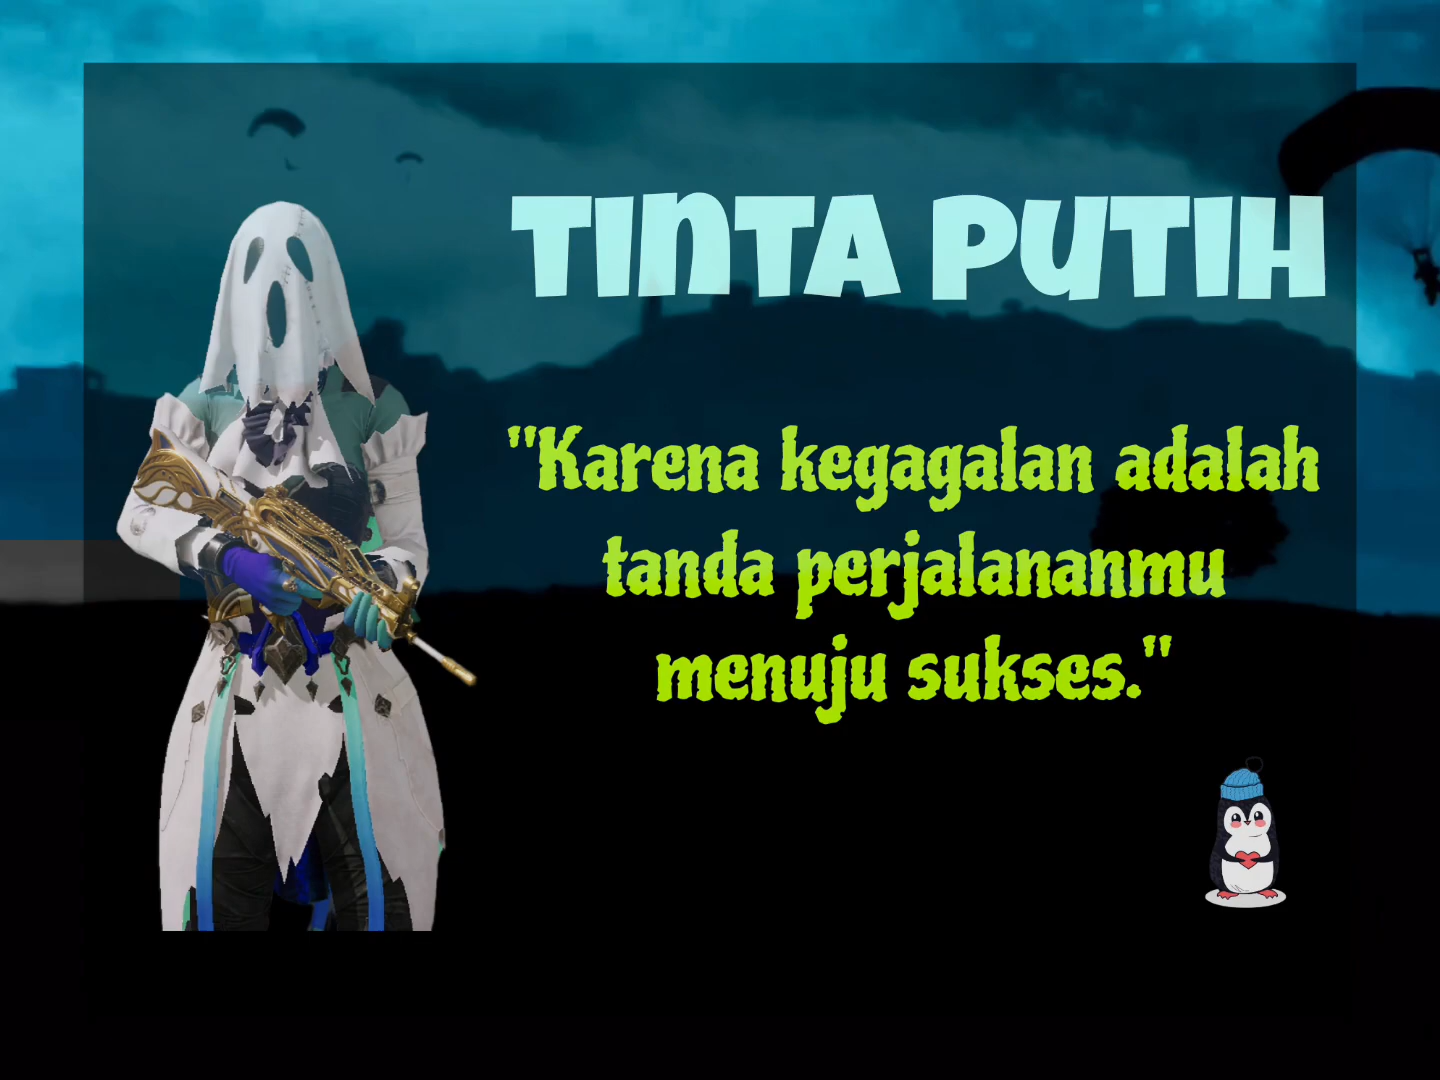 TINTA PUTIH
"Karena kegagalan adalah
tanda perjalananmu
menuju sukses."